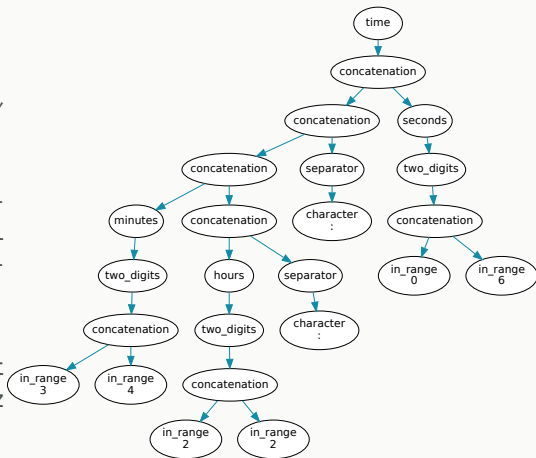 time
concatenation
concatenation
seconds
concatenation
separator
two_digits
minutes
concatenation
character
:
concatenation
two_digits
hours
separator
in_range
0
in_range
6
concatenation
two_digits
character
:
in_range
3
in_range
4
concatenation
in_range
2
in_range
2